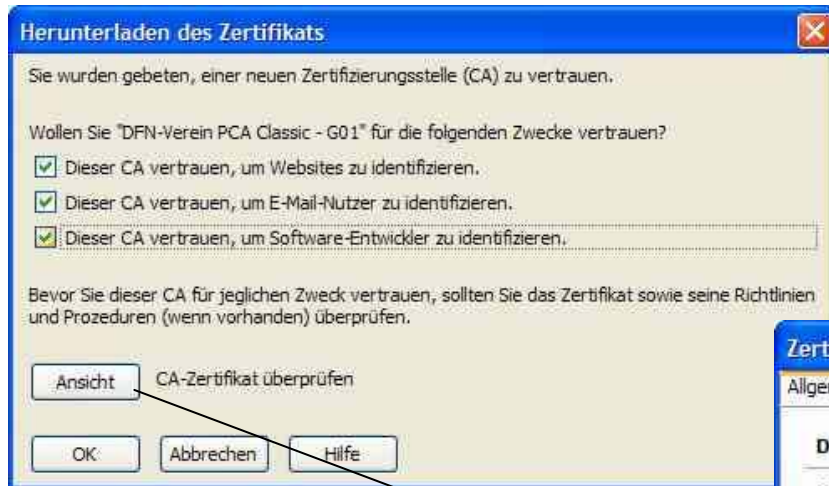 Herunterladen des Zertifikats
Sie wurden gebeten, einer neuen Zertifizierungsstelle (CA) zu vertrauen.
Wollen Sie "DFN-Verein PCA Classic - G01" für die folgenden Zwecke vertrauen?
Dieser CA vertrauen, um Websites zu identifizieren.
Dieser CA vertrauen, um E-Mail-Nutzer zu identifizieren.
Dieser CA vertrauen, um Software-Entwickler zu identifizieren.
Bevor Sie dieser CA für jeglichen Zweck vertrauen, sollten Sie das Zertifikat sowie seine Richtlinien
und Prozeduren (wenn vorhanden) überprüfen.
Ansicht CA-Zertifikat überprüfen
OK Abbrechen Hilfe
Zert
Allge
D